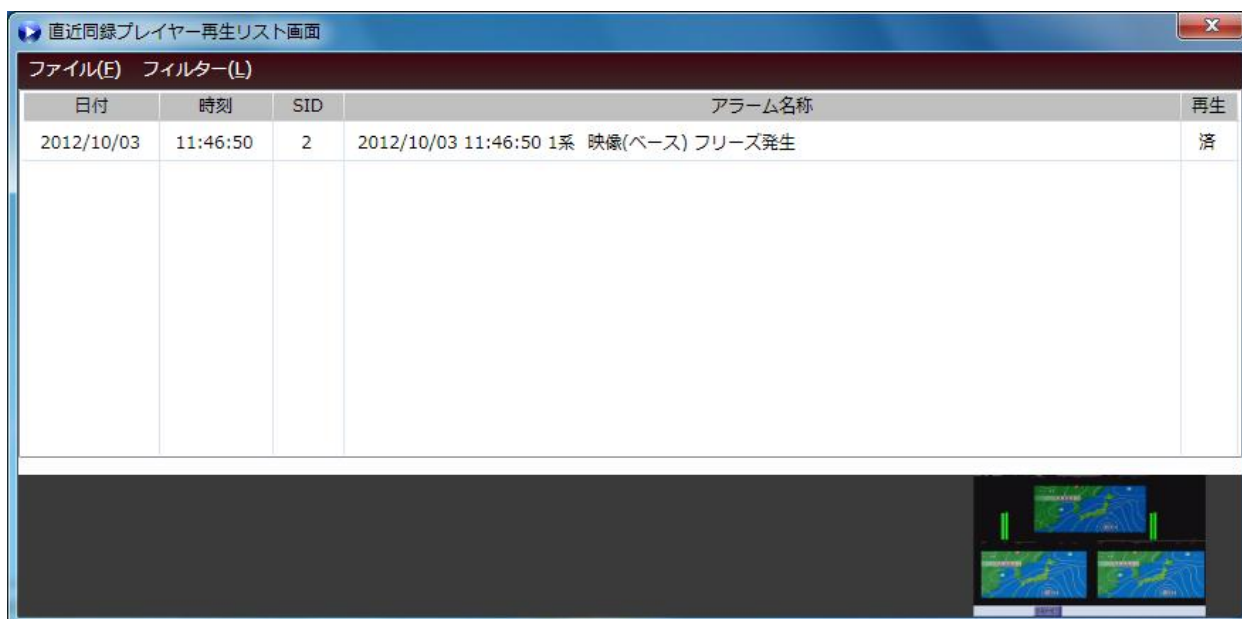 直近同録プレイヤー再生リスト画面
X
ファイル(F) フィルター(L)
日付 時刻 SID アラーム名称 再生
2012/10/03 11:46:50 2 2012/10/03 11:46:50 1系 映像(ベース) フリーズ発生 済